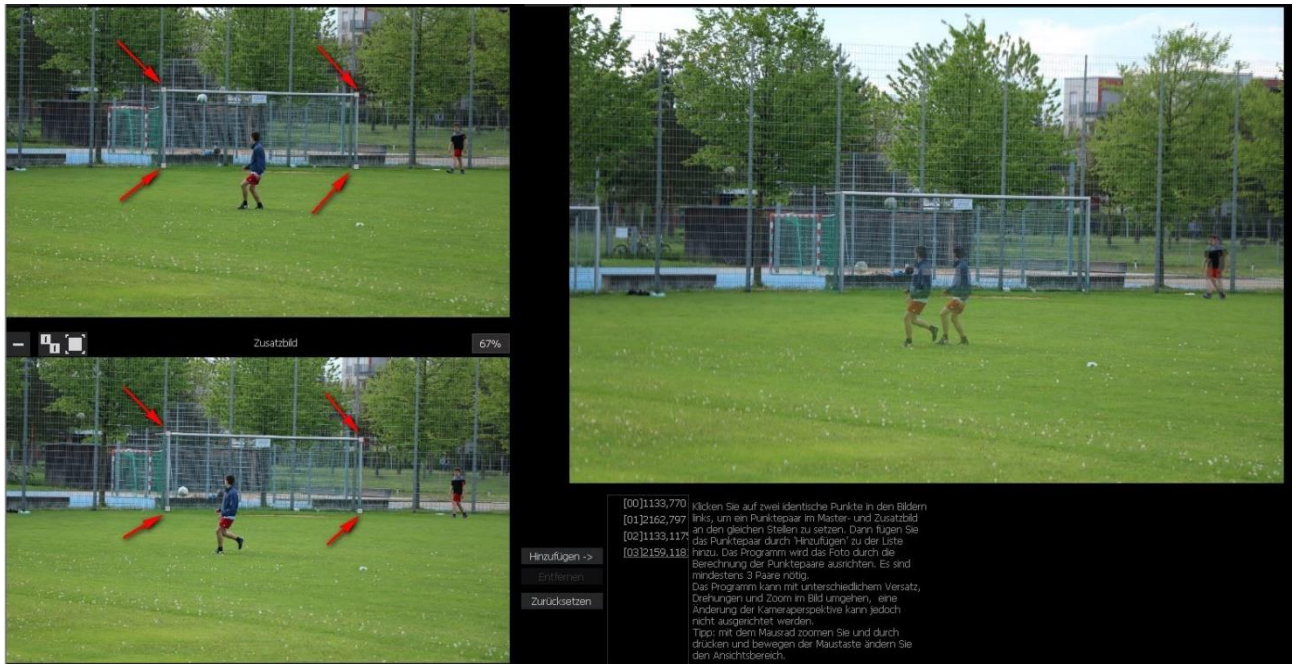 Zusatzbild
67%
[00]1133,770
[01]2162,797
[02]1133,1175
[03]2159,118
Klicken Sie auf zwei identische Punkte in den Bildern
links, um ein Punktepaar im Master- und Zusatzbild
an den gleichen Stellen zu setzen. Dann fügen Sie
das Punktepaar durch 'Hinzufügen' zu der Liste
hinzu. Das Programm wird das Foto durch die
Berechnung der Punktepaare ausrichten. Es sind
mindestens 3 Paare nötig.
Das Programm kann mit unterschiedlichem Versatz,
Drehungen und Zoom im Bild umgehen, eine
Änderung der Kameraperspektive kann jedoch
nicht ausgerichtet werden.
Tipp: mit dem Mausrad zoomen Sie und durch
drücken und bewegen der Maustaste ändern Sie
den Ansichtsbereich.
Hinzufügen ->
Entfernen
Zurücksetzen